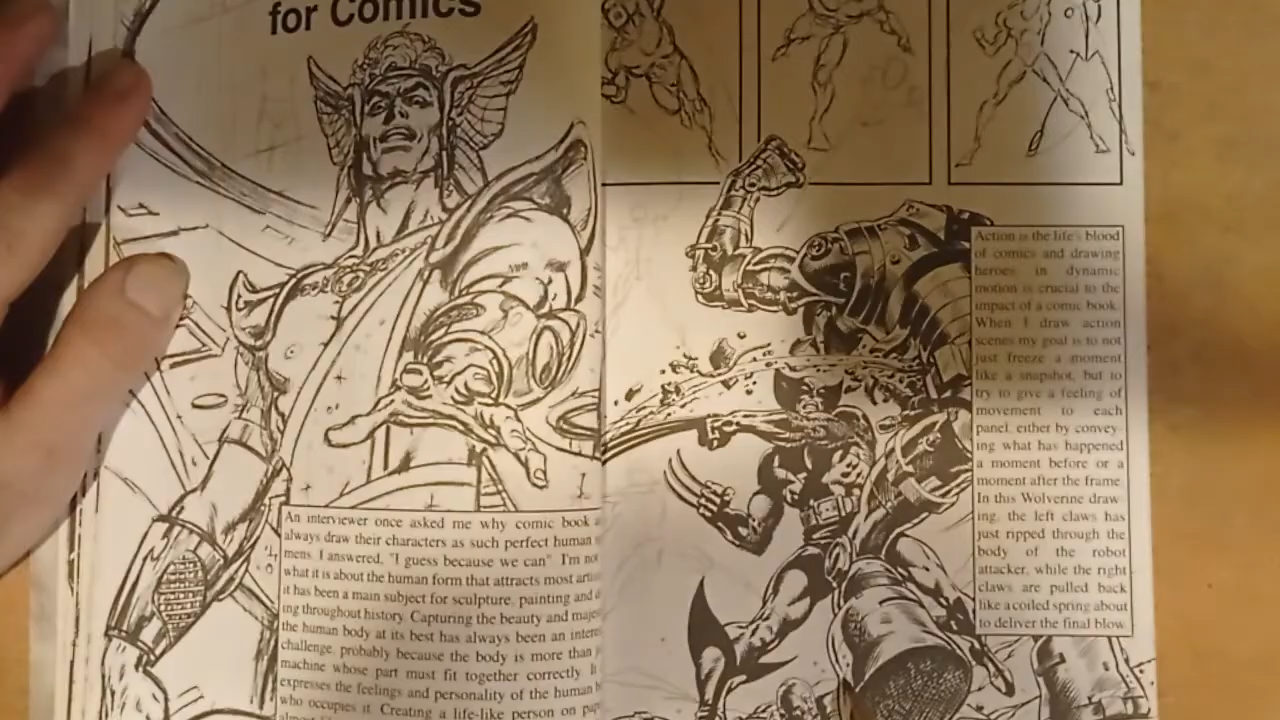 for Comics
An interviewer once asked me why comic book
always draw their characters as such perfect human
mens. I answered, "I guess because we can". I'm not
what it is about the human form that attracts most
it has been a main subject for sculpture, painting and
ing throughout history. Capturing the beauty and
the human body at its best has always been an
challenge, probably because the body is more than
machine whose part must fit together correctly. It
expresses the feelings and personality of the human
who occupies it. Creating a life-like person on
Action is the life's blood
of comics and drawing
heroes in dynamic
motion is crucial to the
impact of a comic book.
When I draw action
scenes my goal is to not
just freeze a moment
like a snapshot, but to
try to give a feeling of
movement to each
panel, either by convey-
ing what has happened
a moment before or a
moment after the frame.
In this Wolverine draw-
ing, the left claws has
just ripped through the
body of the robot
attacker, while the right
claws are pulled back
like a coiled spring about
to deliver the final blow.